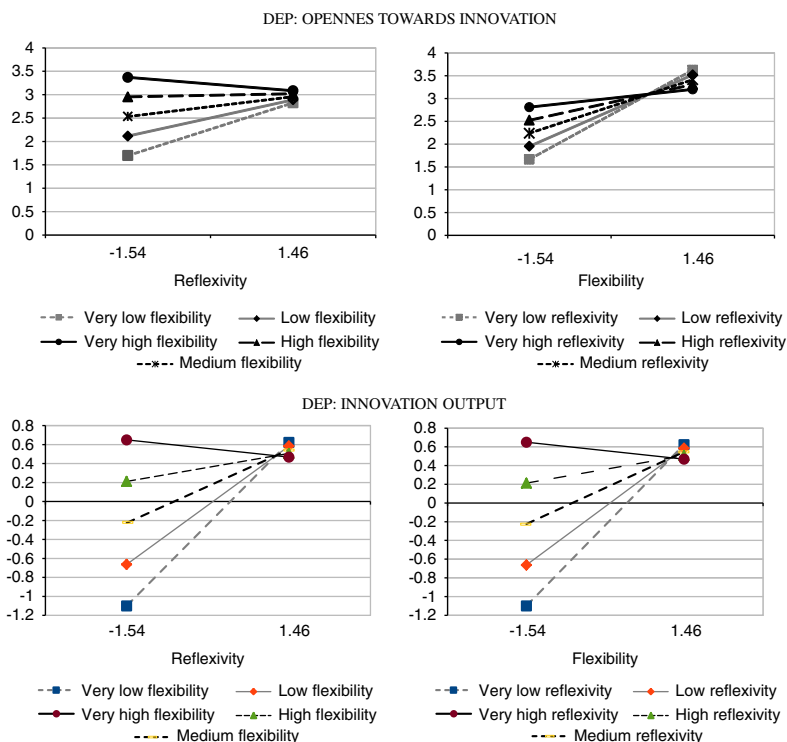 DEP: OPENNES TOWARDS INNOVATION
4
3.5
3
2.5
2
1.5
1
0.5
0
-1.54 1.46
Reflexivity
Very low flexibility Low flexibility
Very high flexibility High flexibility
Medium flexibility
4
3.5
3
2.5
2
1.5
1
0.5
0
-1.54 1.46
Flexibility
Very low reflexivity Low reflexivity
Very high reflexivity High reflexivity
Medium reflexivity
DEP: INNOVATION OUTPUT
0.8
0.6
0.4
0.2
0
-0.2
-0.4
-0.6
-0.8
-1
-1.2
-1.54 1.46
Reflexivity
Very low flexibility Low flexibility
Very high flexibility High flexibility
Medium flexibility
0.8
0.6
0.4
0.2
0
-0.2
-0.4
-0.6
-0.8
-1
-1.2
-1.54 1.46
Flexibility
Very low reflexivity Low reflexivity
Very high reflexivity High reflexivity
Medium reflexivity